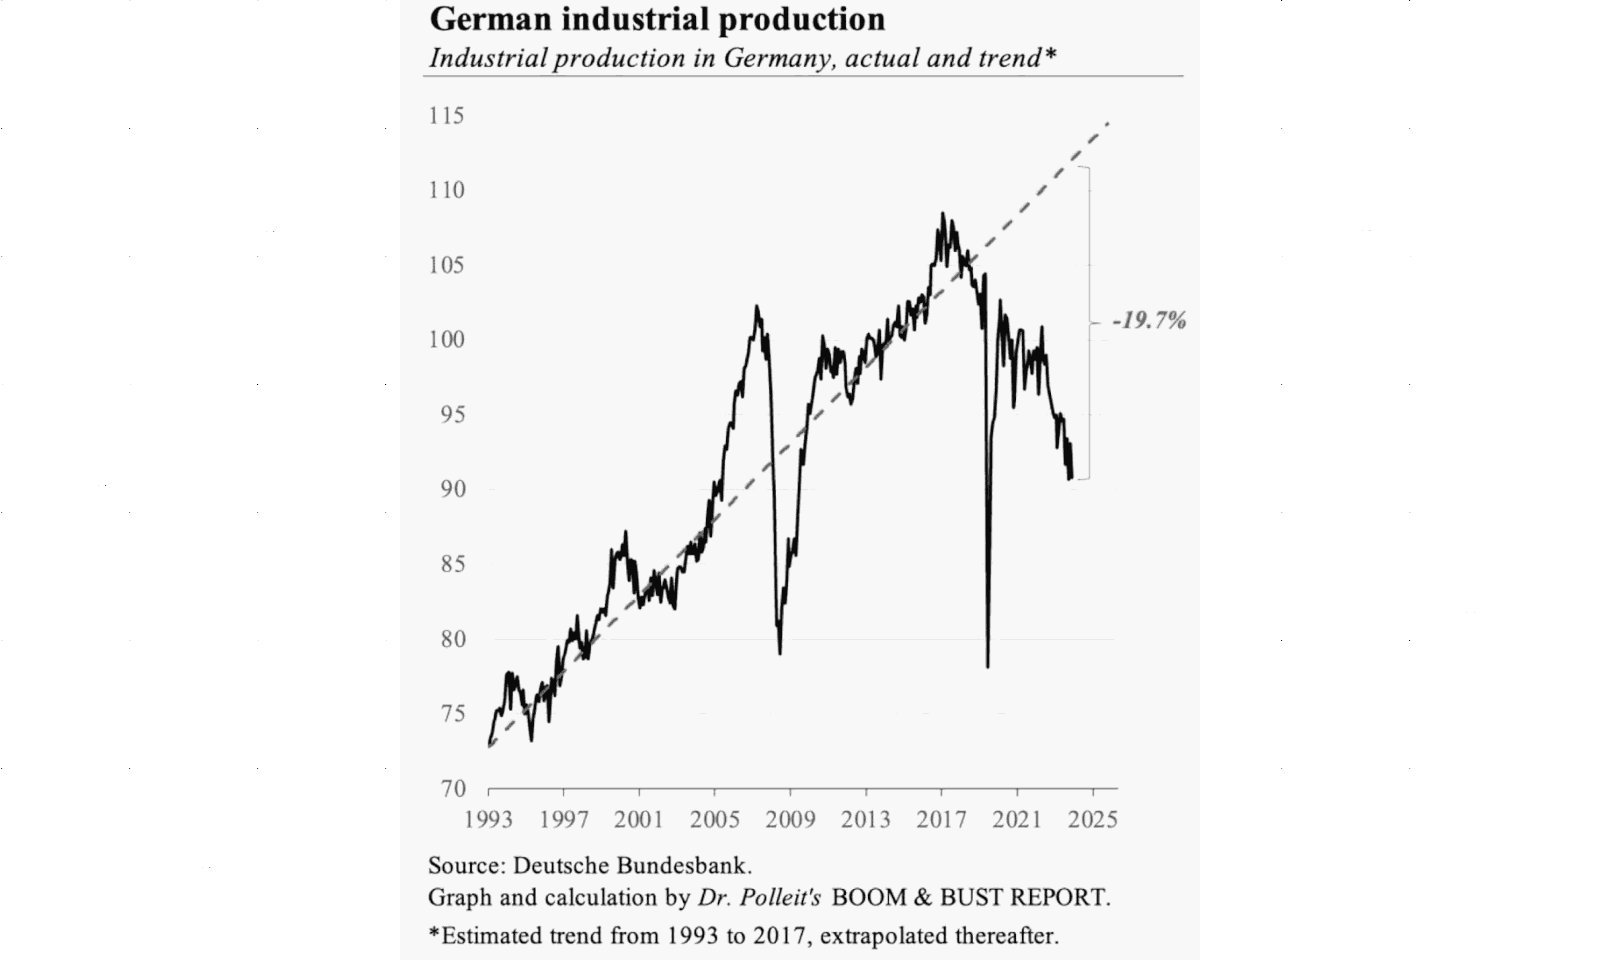 German industrial production
Industrial production in Germany, actual and trend*
115
110
105
100
95
90
85
80
75
70
-19.7%
1993 1997 2001 2005 2009 2013 2017 2021 2025
Source: Deutsche Bundesbank.
Graph and calculation by Dr. Polleit's BOOM & BUST REPORT.
*Estimated trend from 1993 to 2017, extrapolated thereafter.